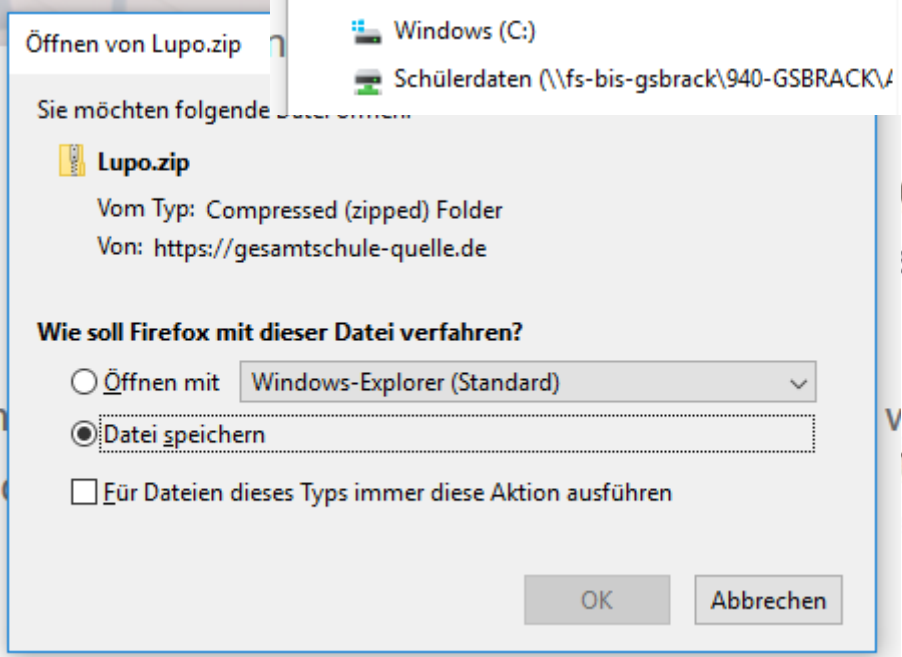 Windows (C:)
Schülerdaten (\\fs-bis-gsbrack\940-GSBRACK\
Öffnen von Lupo.zip
Sie möchten folgende
Lupo.zip
Vom Typ: Compressed (zipped) Folder
Von: https://gesamtschule-quelle.de
Wie soll Firefox mit dieser Datei verfahren?
Öffnen mit Windows-Explorer (Standard)
Datei speichern
Für Dateien dieses Typs immer diese Aktion ausführen
OK Abbrechen